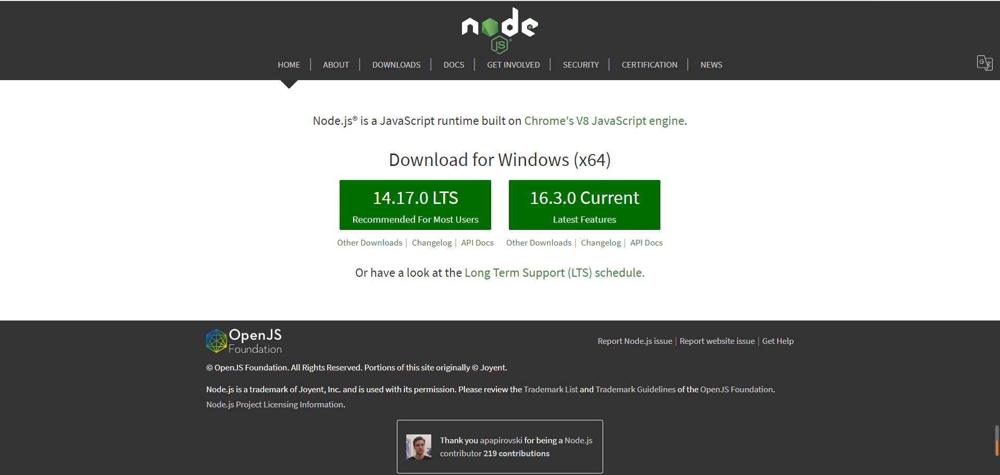 node
JS ®
HOME | ABOUT | DOWNLOADS | DOCS | GET INVOLVED | SECURITY | CERTIFICATION | NEWS
Node.js® is a JavaScript runtime built on Chrome's V8 JavaScript engine.
Download for Windows (x64)
14.17.0 LTS
Recommended For Most Users
Other Downloads | Changelog | API Docs
16.3.0 Current
Latest Features
Other Downloads | Changelog | API Docs
Or have a look at the Long Term Support (LTS) schedule.
OpenJS
Foundation
Report Node.js issue | Report website issue | Get Help
© OpenJS Foundation. All Rights Reserved. Portions of this site originally © Joyent.
Node.js is a trademark of Joyent, Inc. and is used with its permission. Please review the Trademark List and Trademark Guidelines of the OpenJS Foundation.
Node.js Project Licensing Information.
Thank you apapirovski for being a Node.js
contributor 219 contributions